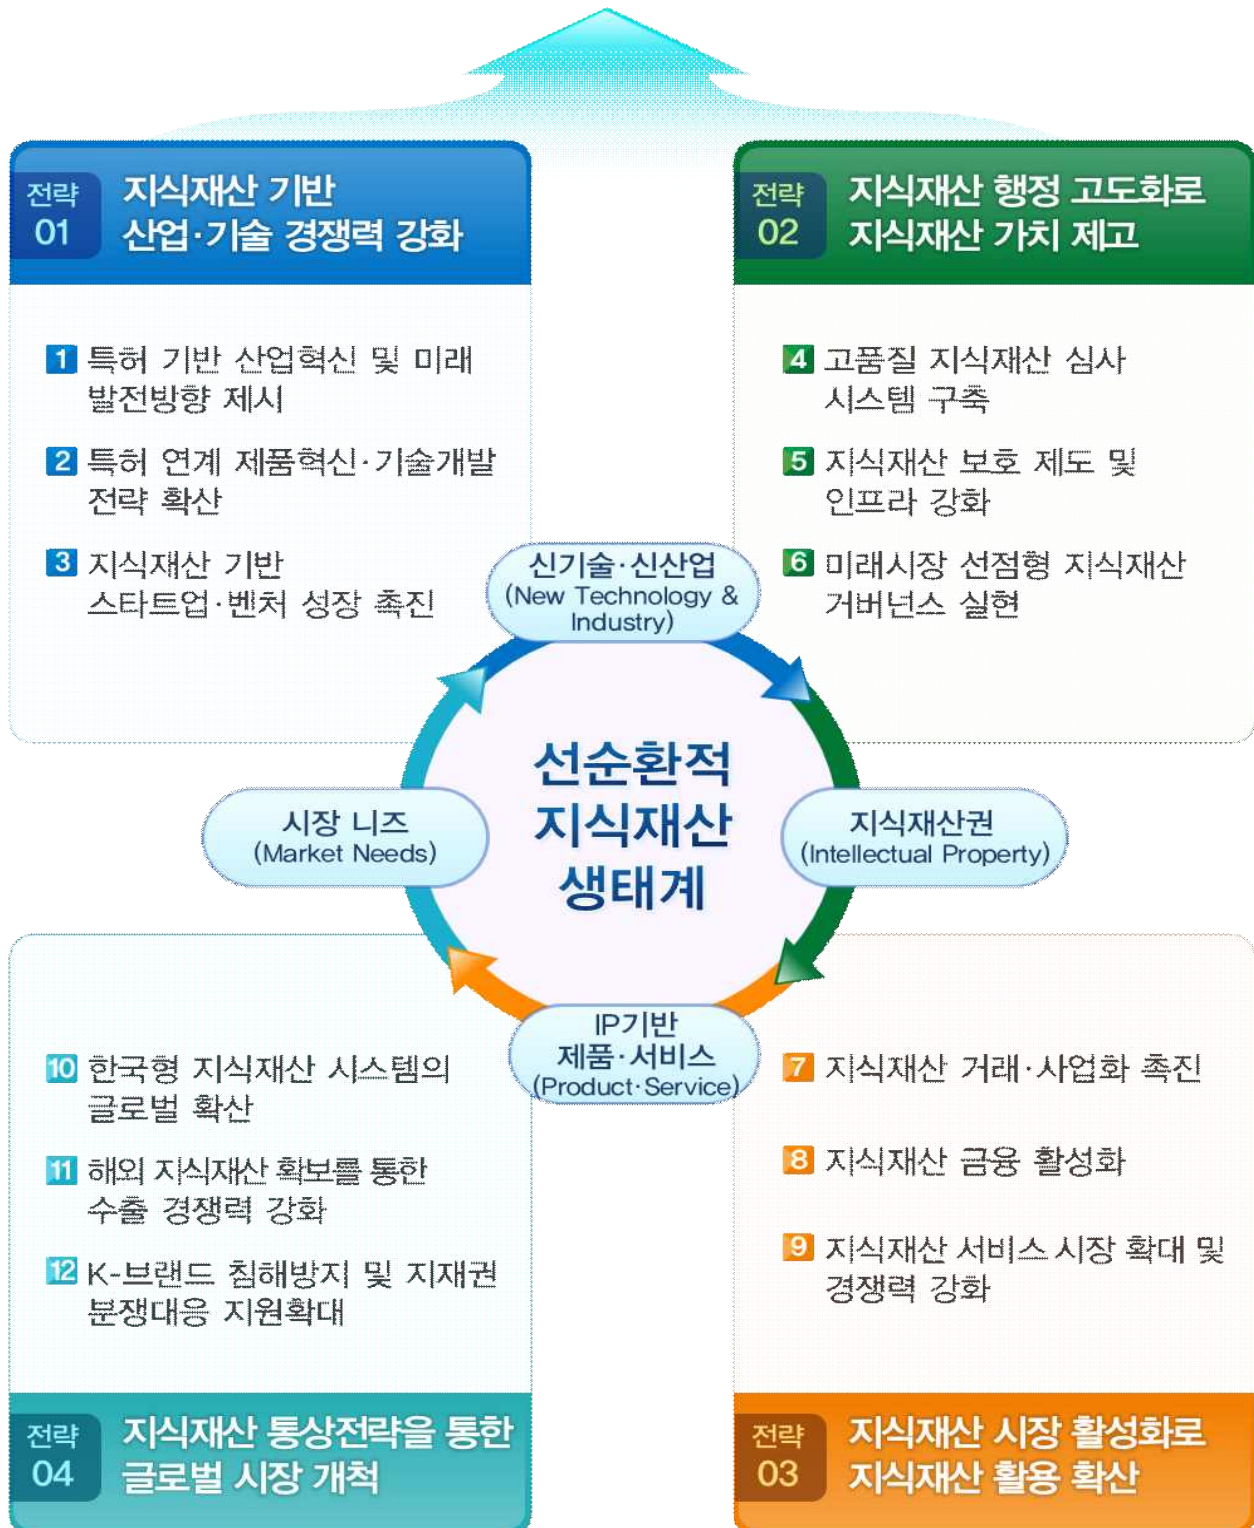 전략
01
지식재산 기반
산업·기술 경쟁력 강화
1 특허 기반 산업혁신 및 미래
발전방향 제시
2 특허 연계 제품혁신·기술개발
전략 확산
3 지식재산 기반
스타트업·벤처 성장 촉진
전략
02
지식재산 행정 고도화로
지식재산 가치 제고
4 고품질 지식재산 심사
시스템 구축
5 지식재산 보호 제도 및
인프라 강화
6 미래시장 선점형 지식재산
거버넌스 실현
신기술·신산업
(New Technology &
Industry)
선순환적
지식재산
생태계
시장 니즈
(Market Needs)
지식재산권
(Intellectual Property)
IP기반
제품·서비스
(Product·Service)
10 한국형 지식재산 시스템의
글로벌 확산
11 해외 지식재산 확보를 통한
수출 경쟁력 강화
12 K-브랜드 침해방지 및 지재권
분쟁대응 지원확대
전략
04
지식재산 통상전략을 통한
글로벌 시장 개척
7 지식재산 거래·사업화 촉진
8 지식재산 금융 활성화
9 지식재산 서비스 시장 확대 및
경쟁력 강화
전략
03
지식재산 시장 활성화로
지식재산 활용 확산